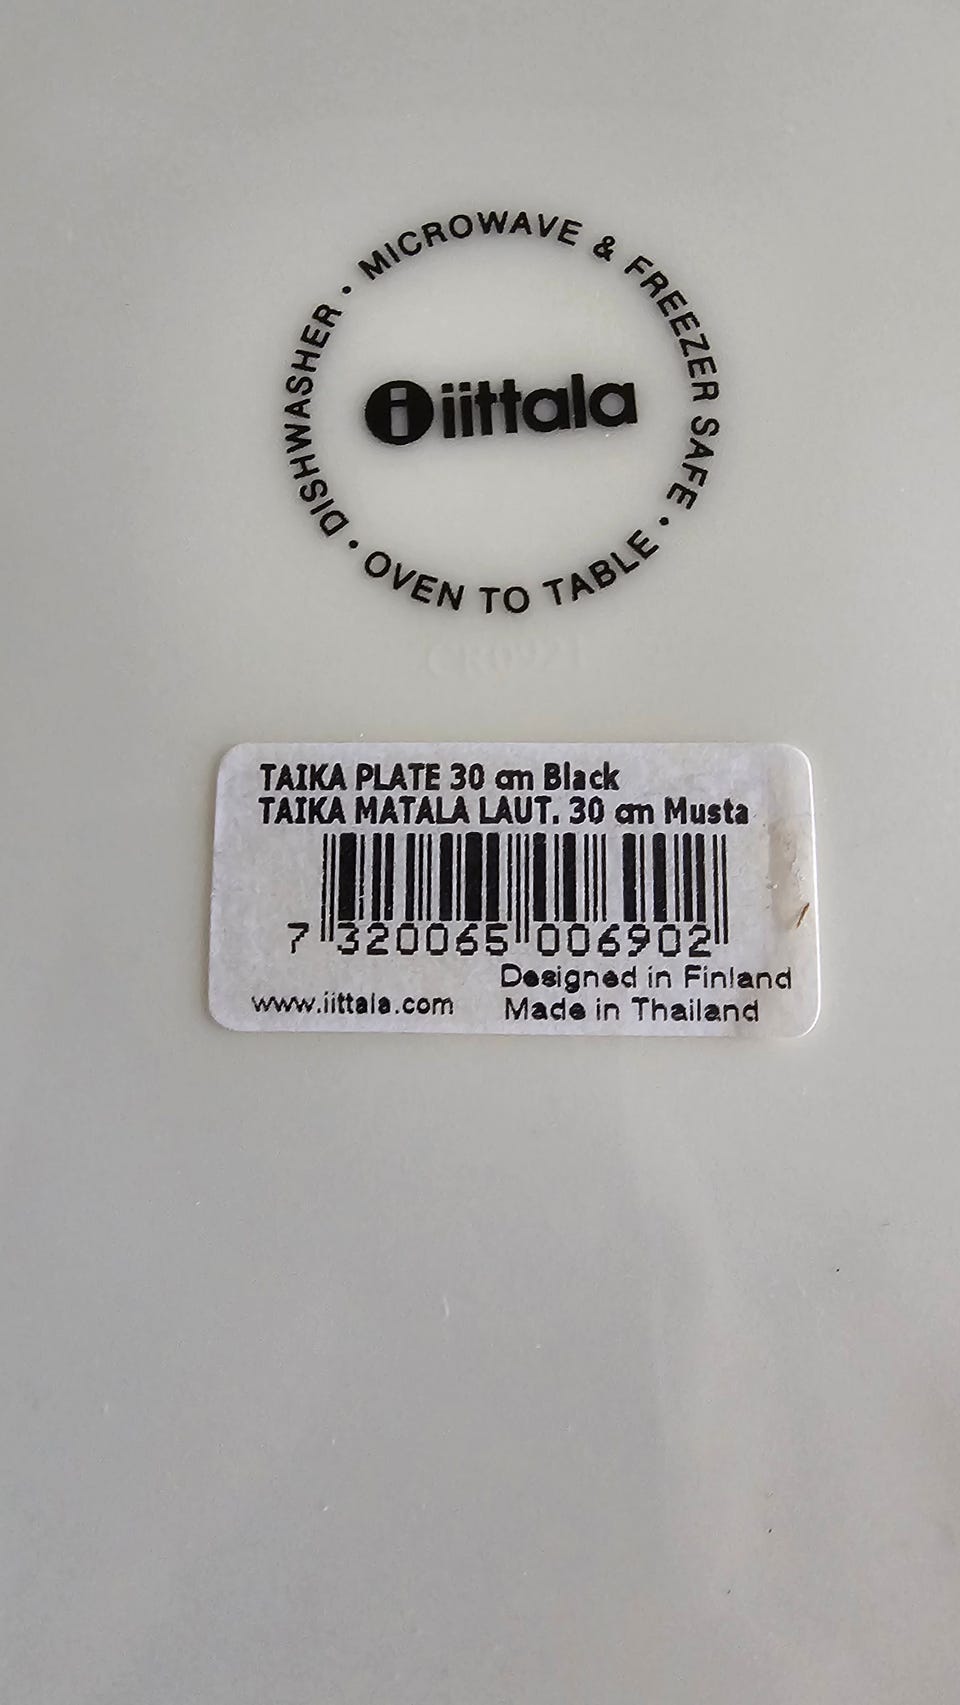 DISHWASHER • MICROWAVE & FREEZER SAFE • OVEN TO TABLE •
i iittala
CR0921
TAIKA PLATE 30 cm Black
TAIKA MATALA LAUT. 30 cm Musta
7 320065 006902
Designed in Finland
www.iittala.com Made in Thailand